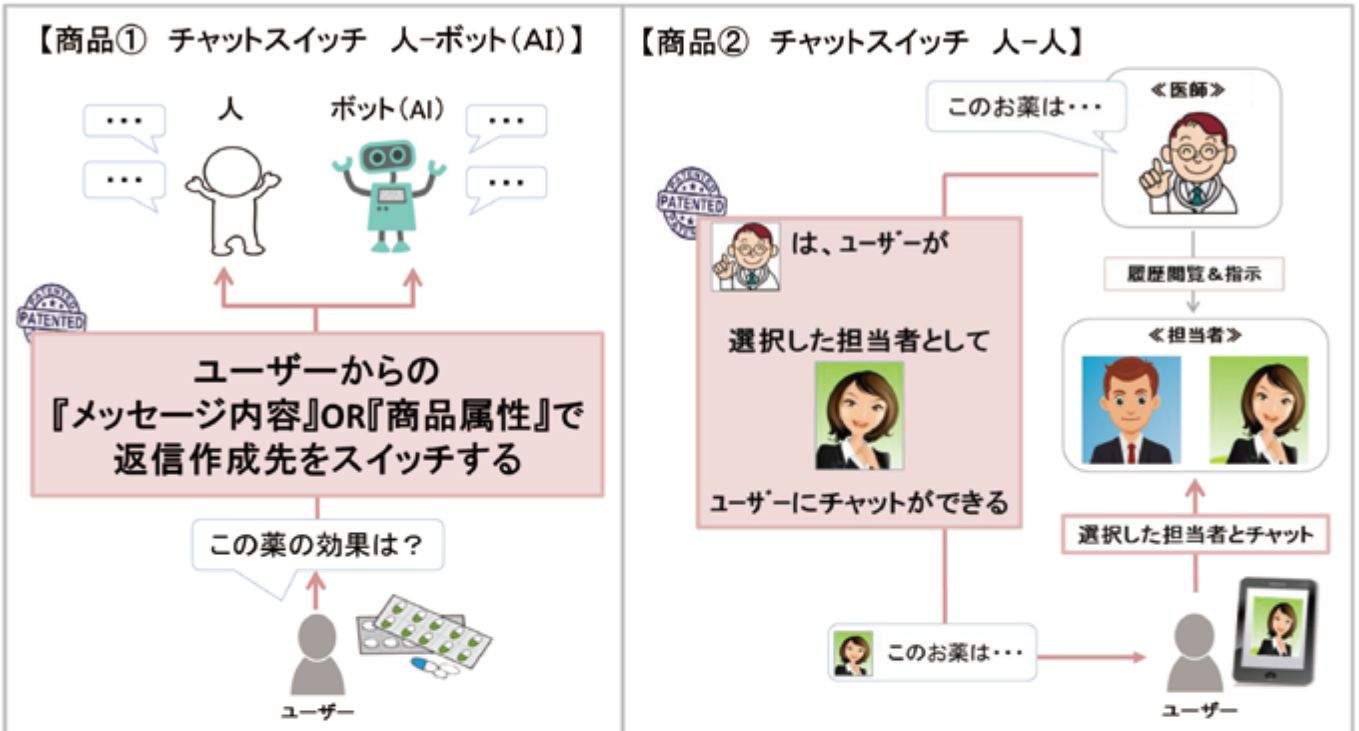 【商品① チャットスイッチ 人-ボット(AI)】
・・・
人
ボット(AI)
・・・
・・・
・・・
PATENTED
ユーザーからの
『メッセージ内容』OR『商品属性』で
返信作成先をスイッチする
この薬の効果は？
ユーザー
【商品② チャットスイッチ 人-人】
≪医師≫
このお薬は・・・
PATENTED
は、ユーザーが
選択した担当者として
ユーザーにチャットができる
履歴閲覧＆指示
≪担当者≫
選択した担当者とチャット
このお薬は・・・
ユーザー